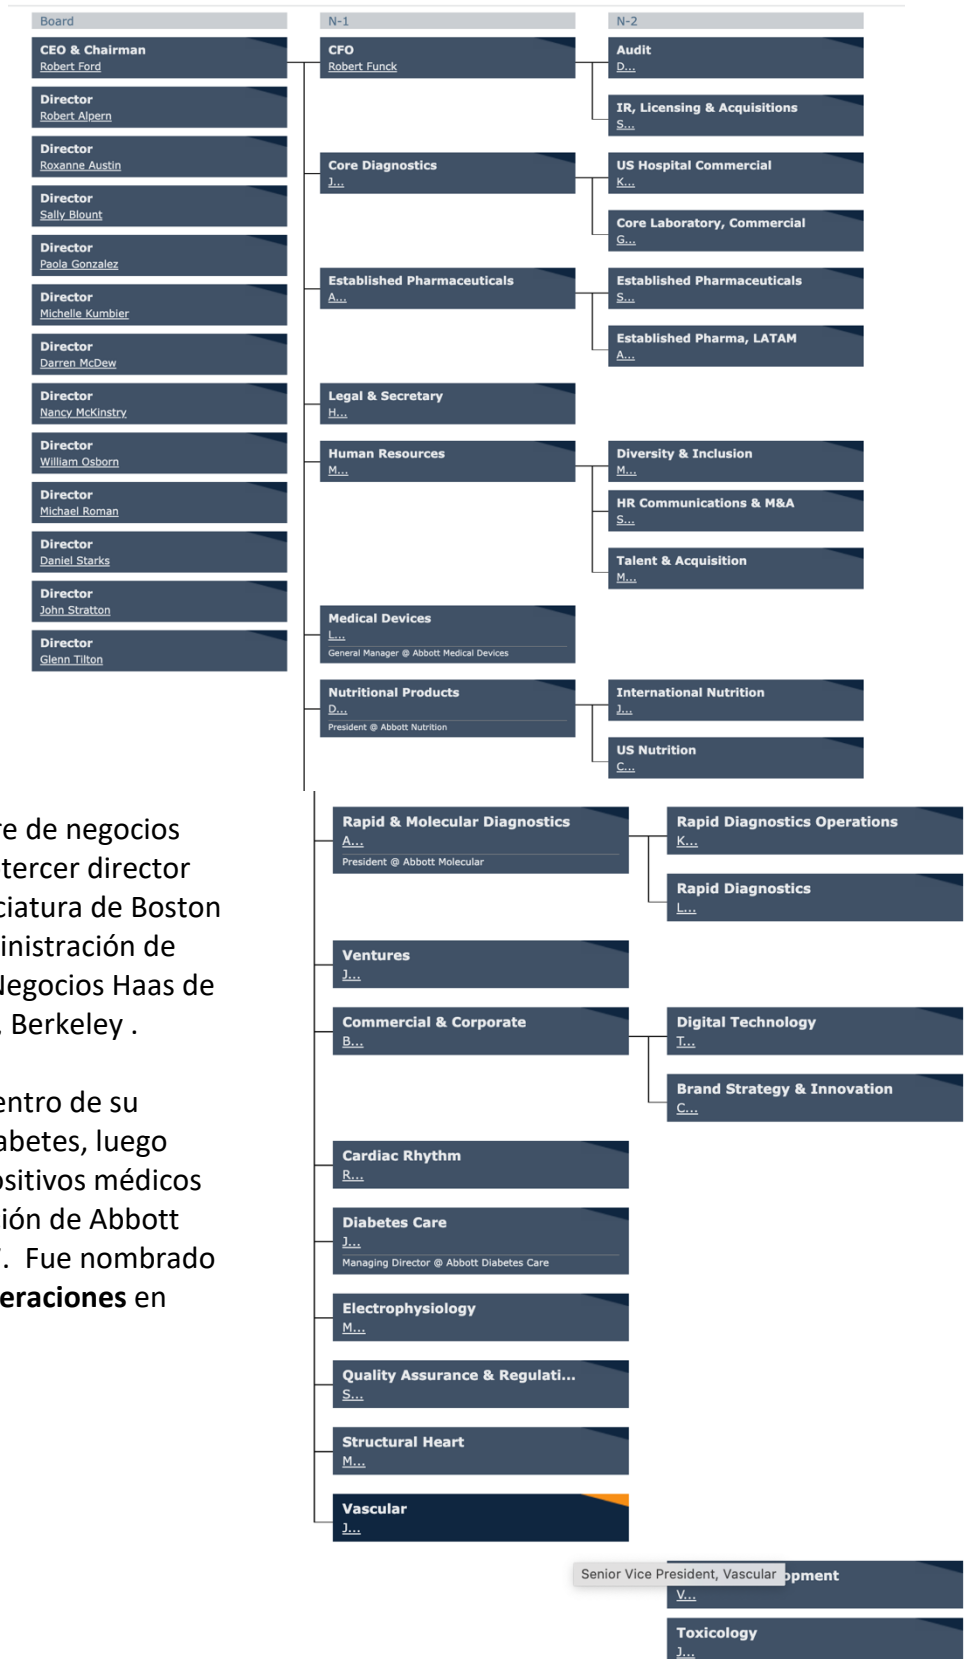 Board
N-1
N-2
CEO & Chairman
Robert Ford
Director
Robert Alpern
Director
Roxanne Austin
Director
Sally Blount
Director
Paola Gonzalez
Director
Michelle Kumbier
Director
Darren McDew
Director
Nancy McKinstry
Director
William Osborn
Director
Michael Roman
Director
Daniel Starks
Director
John Stratton
Director
Glenn Tilton
CFO
Robert Funck
Audit
D...
IR, Licensing & Acquisitions
S...
Core Diagnostics
J...
US Hospital Commercial
K...
Core Laboratory, Commercial
G...
Established Pharmaceuticals
A...
Established Pharmaceuticals
S...
Established Pharma, LATAM
A...
Legal & Secretary
H...
Human Resources
M...
Diversity & Inclusion
M...
HR Communications & M&A
S...
Talent & Acquisition
M...
Medical Devices
L...
General Manager @ Abbott Medical Devices
Nutritional Products
D...
President @ Abbott Nutrition
International Nutrition
J...
US Nutrition
C...
re de negocios
tercer director
ciatura de Boston
ninistración de
Negocios Haas de
, Berkeley .
entro de su
abetes, luego
ositivos médicos
ción de Abbott
. Fue nombrado
eraciones en
Rapid & Molecular Diagnostics
A...
President @ Abbott Molecular
Rapid Diagnostics Operations
K...
Rapid Diagnostics
L...
Ventures
J...
Commercial & Corporate
B...
Digital Technology
T...
Brand Strategy & Innovation
C...
Cardiac Rhythm
R...
Diabetes Care
J...
Managing Director @ Abbott Diabetes Care
Electrophysiology
M...
Quality Assurance & Regulati...
S...
Structural Heart
M...
Vascular
J...
Senior Vice President, Vascular
opment
V...
Toxicology
J...